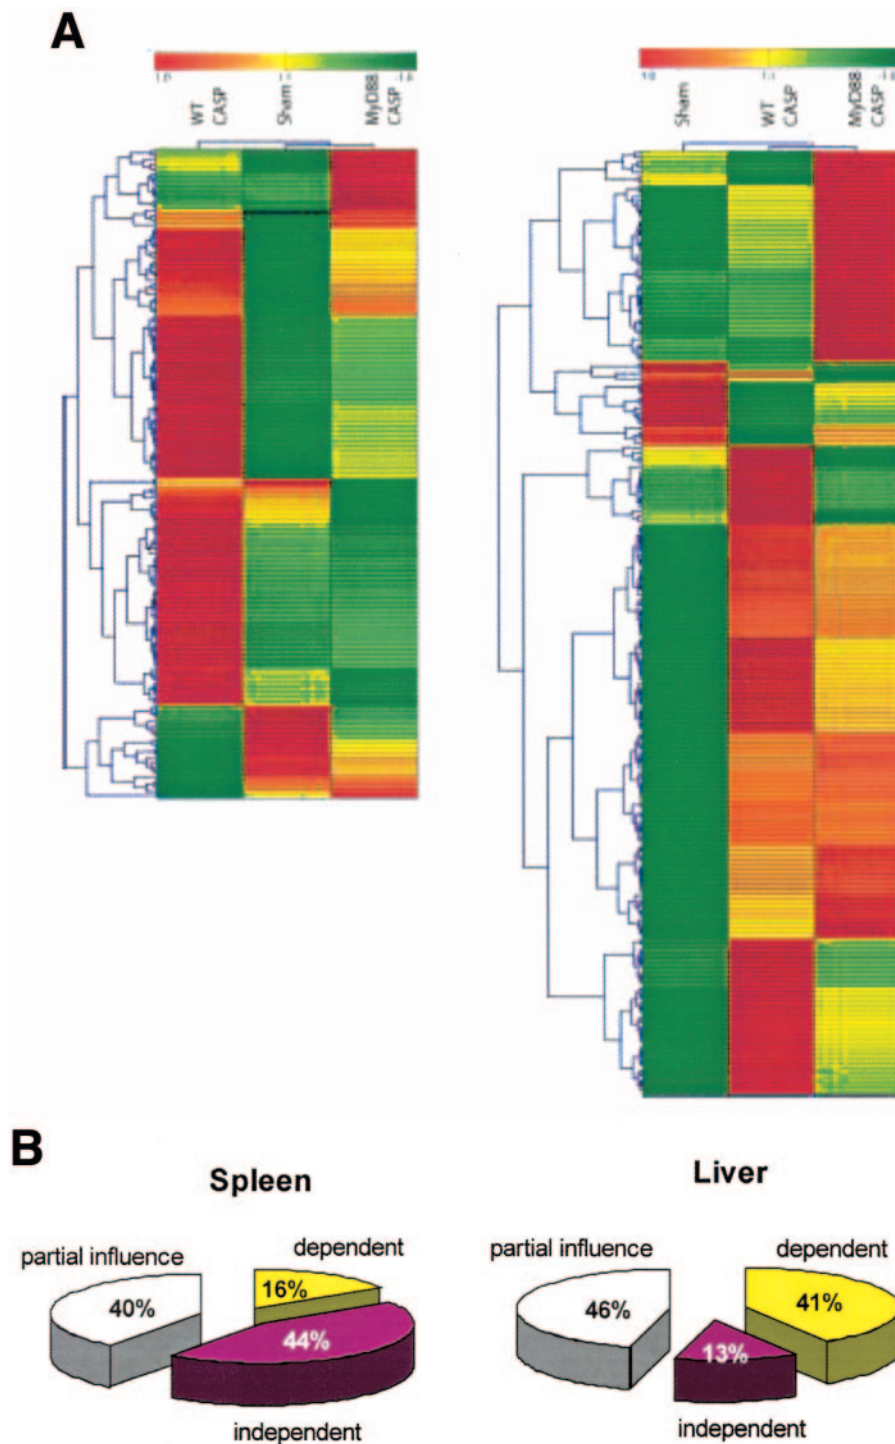 A
WT
CASP
Sham
MyD88-
CASP
Sham
WT
CASP
MyD88-
CASP
B
Spleen
Liver
partial influence
dependent
partial influence
dependent
16%
40%
44%
46%
41%
13%
independent
independent